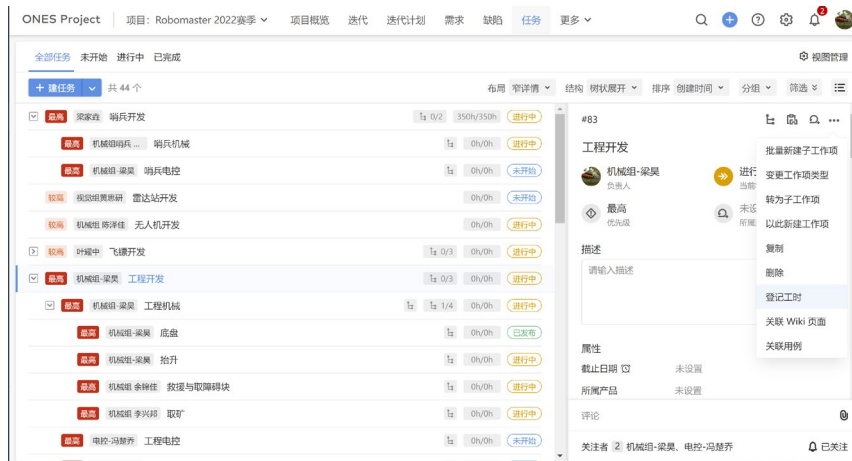 ONES Project 项目: Robomaster 2022赛季 项目概览 迭代 迭代计划 需求 缺陷 任务 更多 2
全部任务 未开始 进行中 已完成 视图管理
+ 建任务 共 44 个 布局 窄详情 结构 树状展开 排序 创建时间 分组 筛选
最高 梁家垚 哨兵开发 0/2 350h/350h 进行中
最高 机械组哨兵 ... 哨兵机械 0h/0h 进行中
最高 机械组-梁昊 哨兵电控 0h/0h 未开始
较高 视觉组黄思研 雷达站开发 0h/0h 未开始
较高 机械组 陈泽佳 无人机开发 0h/0h 进行中
较高 叶耀中 飞镖开发 0/3 0h/0h 进行中
最高 机械组-梁昊 工程开发 0/3 0h/0h 进行中
最高 机械组-梁昊 工程机械 1/4 0h/0h 进行中
最高 机械组-梁昊 底盘 0h/0h 已发布
最高 机械组-梁昊 抬升 0h/0h 进行中
最高 机械组 余锦佳 救援与取障碍块 0h/0h 进行中
最高 机械组 李兴邦 取矿 0h/0h 进行中
最高 电控-冯楚乔 工程电控 0h/0h 未开始
#83
工程开发
机械组-梁昊
负责人
进行
当前
最高
优先级
未设
所属
描述
请输入描述
属性
截止日期 未设置
所属产品 未设置
评论
关注者 2 机械组-梁昊、电控-冯楚乔 已关注
批量新建子工作项
变更工作项类型
转为子工作项
以此新建工作项
复制
删除
登记工时
关联 Wiki 页面
关联用例